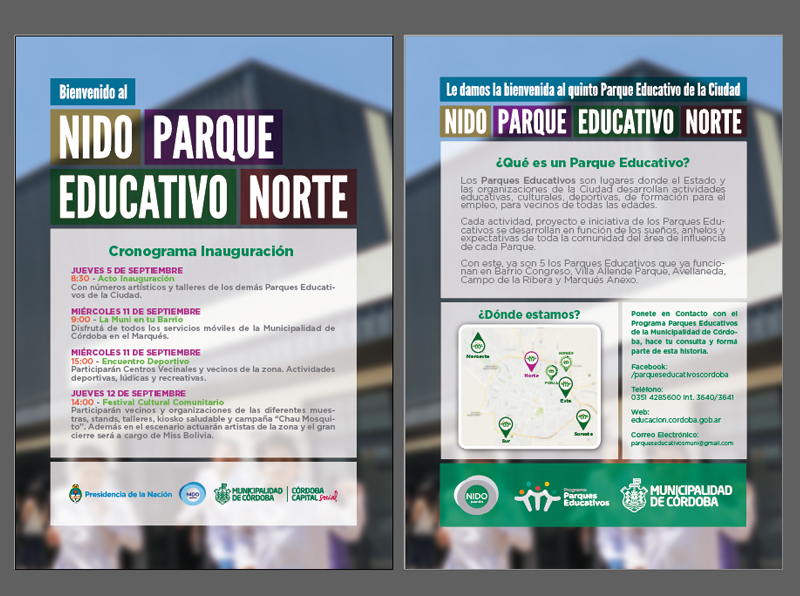 Bienvenido al
NIDO PARQUE
EDUCATIVO NORTE
Cronograma Inauguración
JUEVES 5 DE SEPTIEMBRE
8:30 - Acto Inauguración
Con números artísticos y talleres de los demás Parques Educati-
vos de la Ciudad.
MIÉRCOLES 11 DE SEPTIEMBRE
9:00 - La Muni en tu Barrio
Disfrutá de todos los servicios móviles de la Municipalidad de
Córdoba en el Marqués.
MIÉRCOLES 11 DE SEPTIEMBRE
15:00 - Encuentro Deportivo
Participarán Centros Vecinales y vecinos de la zona. Actividades
deportivas, lúdicas y recreativas.
JUEVES 12 DE SEPTIEMBRE
14:00 - Festival Cultural Comunitario
Participarán vecinos y organizaciones de las diferentes mues-
tras, stands, talleres, kiosko saludable y campaña “Chau Mosqui-
to”. Además en el escenario actuarán artistas de la zona y el gran
cierre será a cargo de Miss Bolivia.
Presidencia de la Nación
NIDO
MUNICIPALIDAD
DE CÓRDOBA
CÓRDOBA
CAPITAL social
Le damos la bienvenida al quinto Parque Educativo de la Ciudad
NIDO PARQUE EDUCATIVO NORTE
¿Qué es un Parque Educativo?
Los Parques Educativos son lugares donde el Estado y
las organizaciones de la Ciudad desarrollan actividades
educativas, culturales, deportivas, de formación para el
empleo, para vecinos de todas las edades.
Cada actividad, proyecto e iniciativa de los Parques Edu-
cativos se desarrollan en función de los sueños, anhelos y
expectativas de toda la comunidad del área de influencia
de cada Parque.
Con este, ya son 5 los Parques Educativos que ya funcio-
nan en Barrio Congreso, Villa Allende Parque, Avellaneda,
Campo de la Ribera y Marqués Anexo.
¿Dónde estamos?
Noroeste
Norte
Este
Sur
Sureste
Ponete en Contacto con el
Programa Parques Educativos
de la Municipalidad de Córdo-
ba, hace tu consulta y formá
parte de esta historia.
Facebook:
/parqueseducativoscordoba
Teléfono:
0351 4285600 Int. 3640/3641
Web:
educacion.cordoba.gob.ar
Correo Electrónico:
parqueseducativosmuni@gmail.com
NIDO
Programa
Parques
Educativos
MUNICIPALIDAD
DE CÓRDOBA